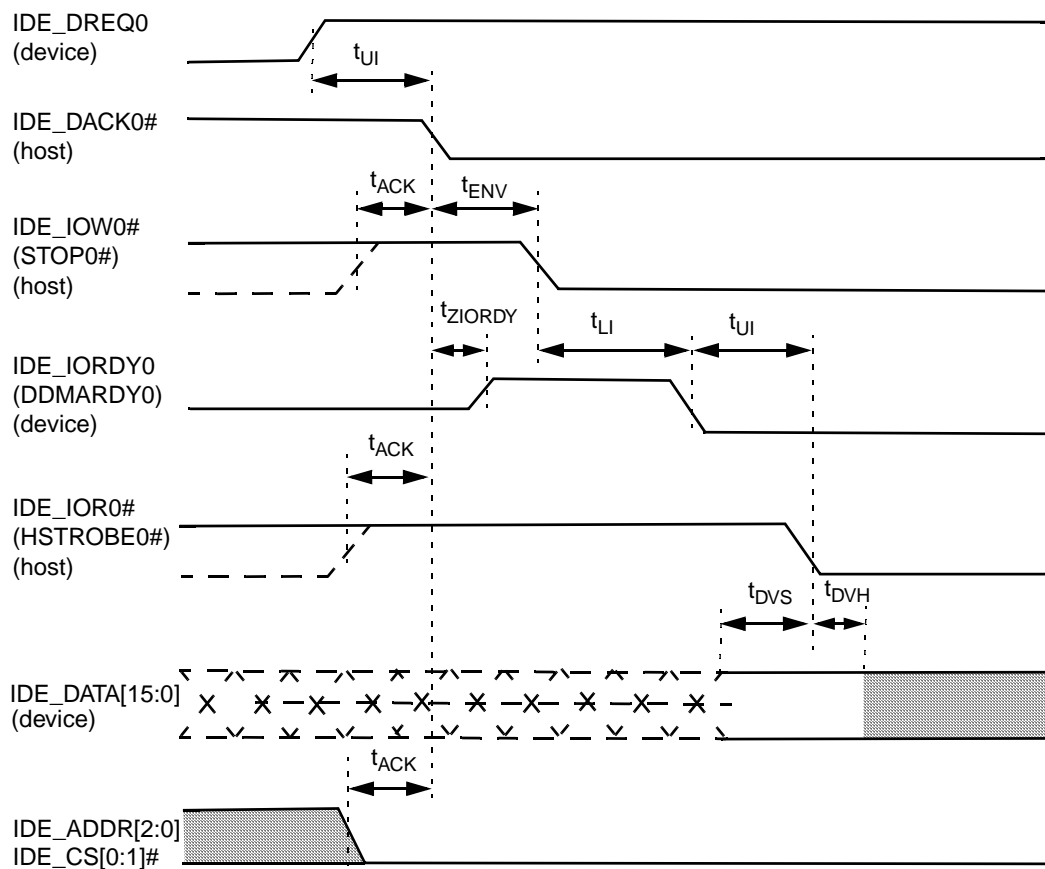 IDE_DREQ0
(device)
tUI
IDE_DACK0#
(host)
tACK
tENV
IDE_IOW0#
(STOP0#)
(host)
tZIORDY
tLI
tUI
IDE_IORDY0
(DDMARDY0)
(device)
tACK
IDE_IOR0#
(HSTROBE0#)
(host)
tDVS
tDVH
IDE_DATA[15:0]
(device)
tACK
IDE_ADDR[2:0]
IDE_CS[0:1]#